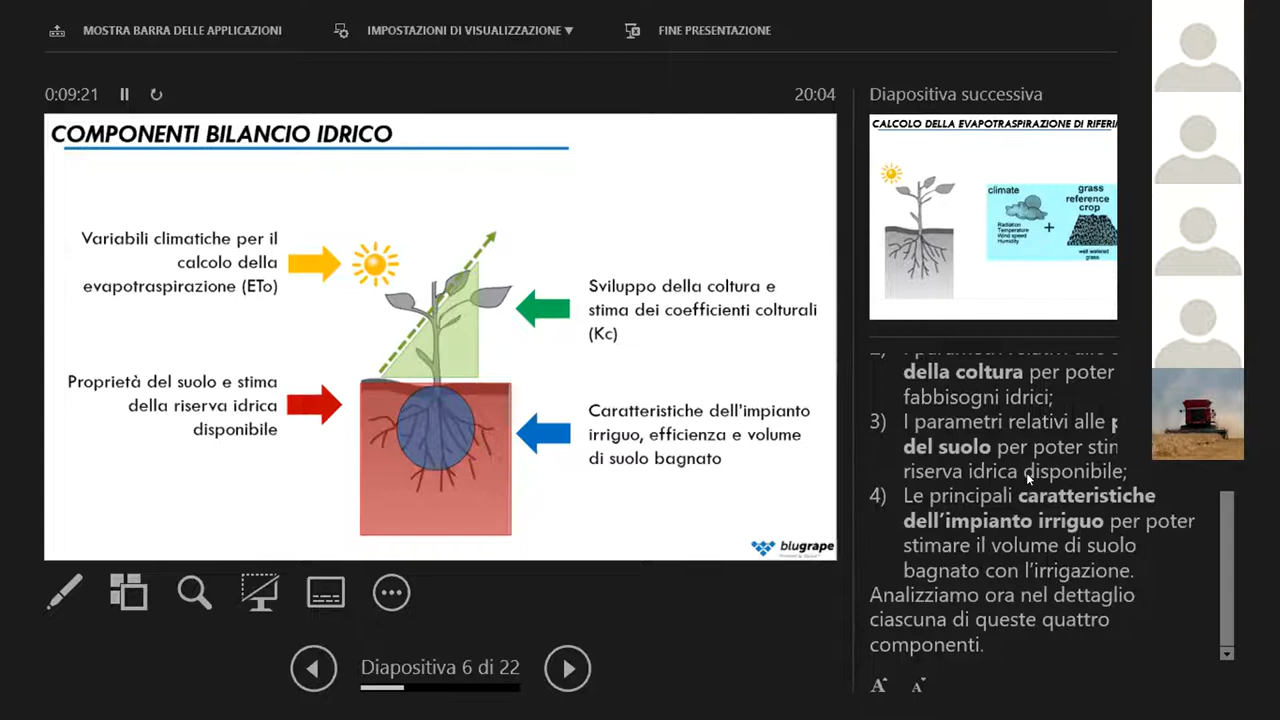 MOSTRA BARRA DELLE APPLICAZIONI
IMPOSTAZIONI DI VISUALIZZAZIONE ▼
FINE PRESENTAZIONE
0:09:21
20:04
COMPONENTI BILANCIO IDRICO
Variabili climatiche per il
calcolo della
evapotraspirazione (ETo)
Proprietà del suolo e stima
della riserva idrica
disponibile
Sviluppo della coltura e
stima dei coefficienti colturali
(Kc)
Caratteristiche dell'impianto
irriguo, efficienza e volume
di suolo bagnato
blugrape
Diapositiva 6 di 22
Diapositiva successiva
CALCOLO DELLA EVAPOTRASPIRAZIONE DI
climate
Radiation
Temperature
Wind speed
Humidity
+
grass
reference
crop
well watered
grass
della coltura per poter
fabbisogni idrici;
3) I parametri relativi alle
del suolo per poter
riserva idrica disponibile;
4) Le principali caratteristiche
dell'impianto irriguo per poter
stimare il volume di suolo
bagnato con l'irrigazione.
Analizziamo ora nel dettaglio
ciascuna di queste quattro
componenti.
A A